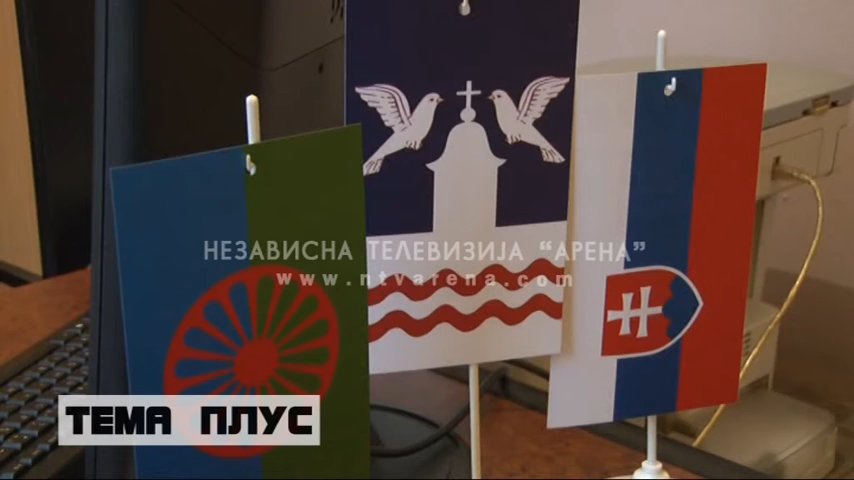 НЕЗАВИСНА ТЕЛЕВИЗИЈА "АРЕНА"
www.ntvarena.com
ТЕМА ПЛУС